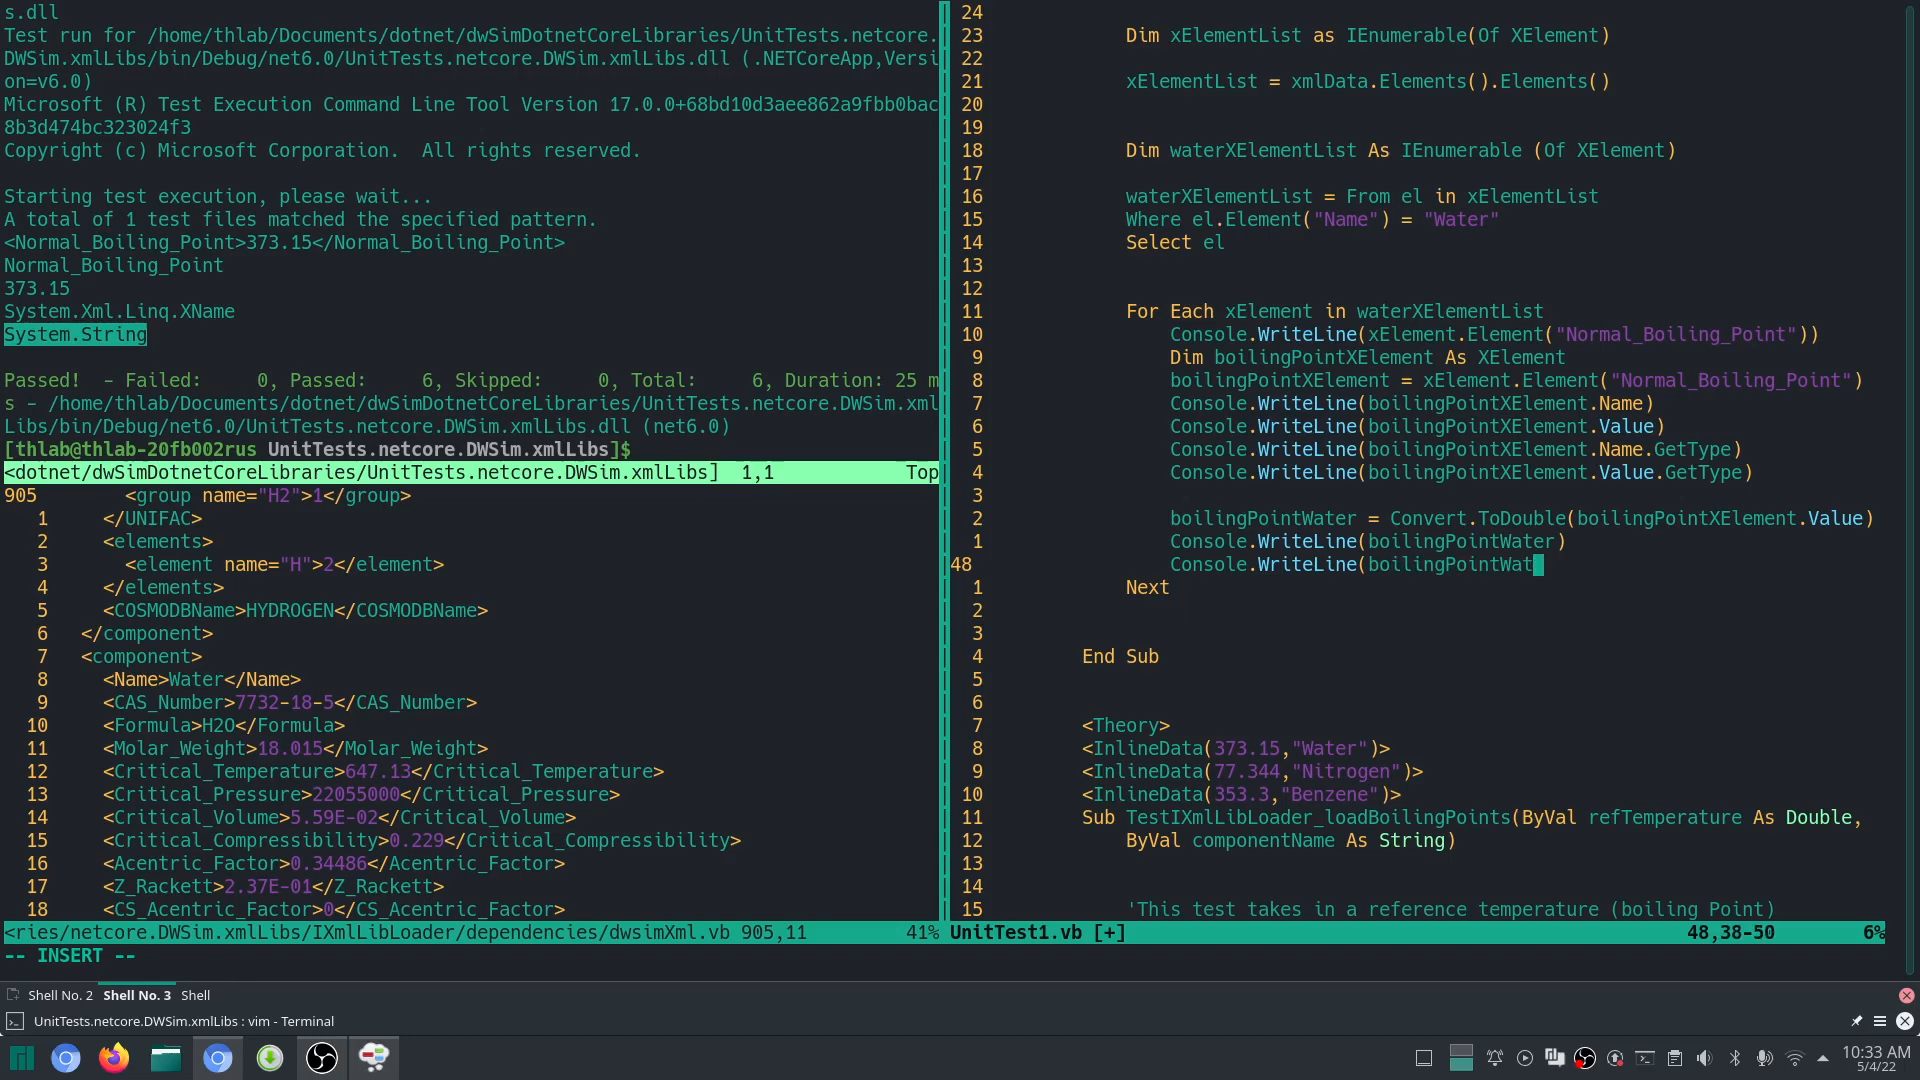 s.dll
Test run for /home/thlab/Documents/dotnet/dwSimDotnetCoreLibraries/UnitTests.netcore.
DWSim.xmlLibs/bin/Debug/net6.0/UnitTests.netcore.DWSim.xmlLibs.dll (.NETCoreApp,Versi
on=v6.0)
Microsoft (R) Test Execution Command Line Tool Version 17.0.0+68bd10d3aee862a9fbb0bac
8b3d474bc323024f3
Copyright (c) Microsoft Corporation.  All rights reserved.
Starting test execution, please wait...
A total of 1 test files matched the specified pattern.
<Normal_Boiling_Point>373.15</Normal_Boiling_Point>
Normal_Boiling_Point
373.15
System.Xml.Linq.XName
System.String
Passed!  - Failed:     0, Passed:     6, Skipped:     0, Total:     6, Duration: 25 m
s - /home/thlab/Documents/dotnet/dwSimDotnetCoreLibraries/UnitTests.netcore.DWSim.xml
Libs/bin/Debug/net6.0/UnitTests.netcore.DWSim.xmlLibs.dll (net6.0)
[thlab@thlab-20fb002rus UnitTests.netcore.DWSim.xmlLibs]$
<dotnet/dwSimDotnetCoreLibraries/UnitTests.netcore.DWSim.xmlLibs]  1,1            Top
905        <group name="H2">1</group>
1     </UNIFAC>
2     <elements>
3       <element name="H">2</element>
4     </elements>
5     <COSMODBName>HYDROGEN</COSMODBName>
6   </component>
7   <component>
8     <Name>Water</Name>
9     <CAS_Number>7732-18-5</CAS_Number>
10     <Formula>H2O</Formula>
11     <Molar_Weight>18.015</Molar_Weight>
12     <Critical_Temperature>647.13</Critical_Temperature>
13     <Critical_Pressure>22055000</Critical_Pressure>
14     <Critical_Volume>5.59E-02</Critical_Volume>
15     <Critical_Compressibility>0.229</Critical_Compressibility>
16     <Acentric_Factor>0.34486</Acentric_Factor>
17     <Z_Rackett>2.37E-01</Z_Rackett>
18     <CS_Acentric_Factor>0</CS_Acentric_Factor>
<ries/netcore.DWSim.xmlLibs/IXmlLibLoader/dependencies/dwsimXml.vb 905,11         41%
24
23             Dim xElementList as IEnumerable(Of XElement)
22
21             xElementList = xmlData.Elements().Elements()
20
19
18             Dim waterXElementList As IEnumerable (Of XElement)
17
16             waterXElementList = From el in xElementList
15             Where el.Element("Name") = "Water"
14             Select el
13
12
11             For Each xElement in waterXElementList
10                 Console.WriteLine(xElement.Element("Normal_Boiling_Point"))
9                 Dim boilingPointXElement As XElement
8                 boilingPointXElement = xElement.Element("Normal_Boiling_Point")
7                 Console.WriteLine(boilingPointXElement.Name)
6                 Console.WriteLine(boilingPointXElement.Value)
5                 Console.WriteLine(boilingPointXElement.Name.GetType)
4                 Console.WriteLine(boilingPointXElement.Value.GetType)
3
2                 boilingPointWater = Convert.ToDouble(boilingPointXElement.Value)
1                 Console.WriteLine(boilingPointWater)
48                 Console.WriteLine(boilingPointWat
1             Next
2
3
4         End Sub
5
6
7         <Theory>
8         <InlineData(373.15,"Water")>
9         <InlineData(77.344,"Nitrogen")>
10         <InlineData(353.3,"Benzene")>
11         Sub TestIXmlLibLoader_loadBoilingPoints(ByVal refTemperature As Double,
12             ByVal componentName As String)
13
14
15             'This test takes in a reference temperature (boiling Point)
UnitTest1.vb [+]                                                   48,38-50        6%
-- INSERT --
Shell No. 2 Shell No. 3 Shell
UnitTests.netcore.DWSim.xmlLibs : vim - Terminal
10:33 AM
5/4/22